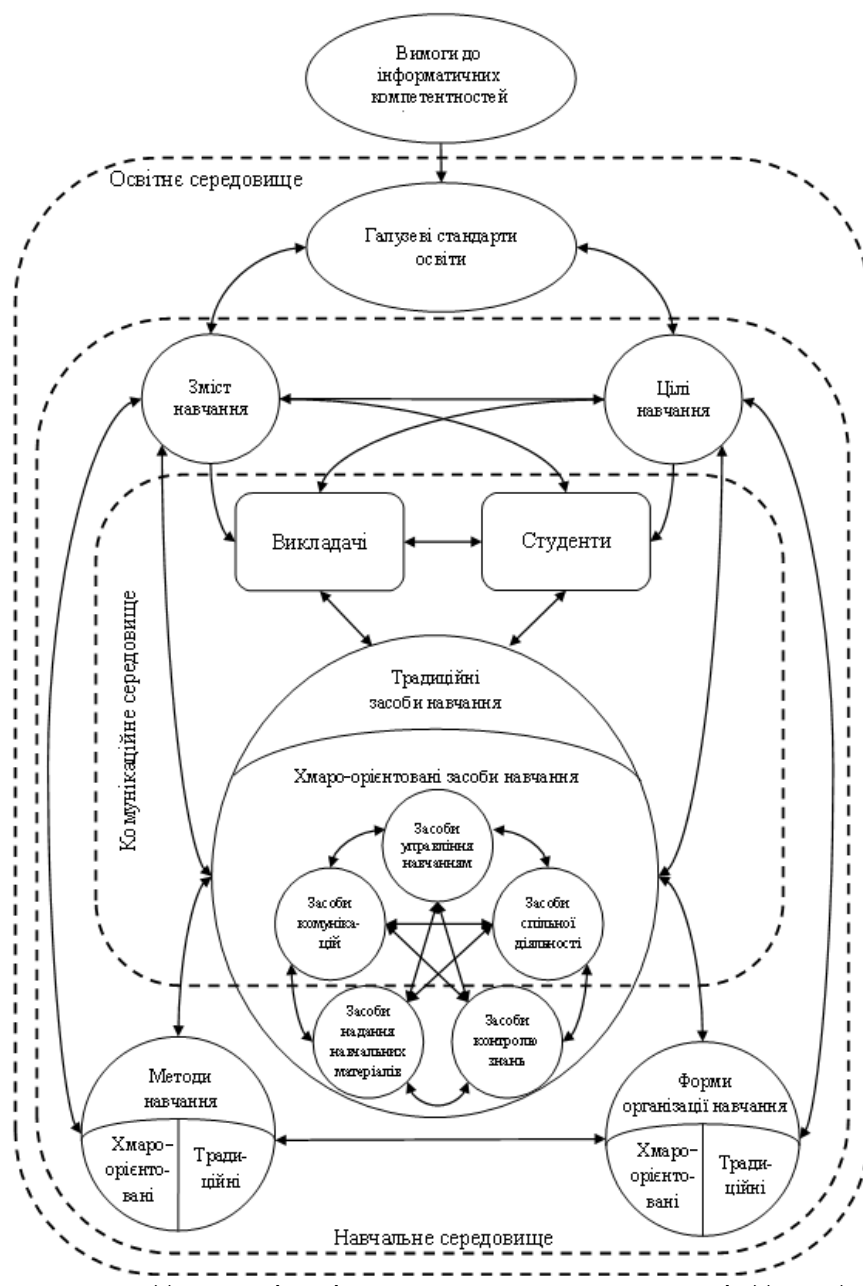 Вимоги до
інформатичних
компетентностей
Освітнє середовище
Галузеві стандарти
освіти
Зміст
навчання
Цілі
навчання
Викладачі
Студенти
Комунікаційне середовище
Традиційні
засоби навчання
Хмаро-орієнтовані засоби навчання
Засоби
управління
навчанням
Засоби
комуніка-
цій
Засоби
спільної
діяльності
Засоби
надання
навчальних
матеріалів
Засоби
контролю
знань
Методи
навчання
Хмаро-
орієнто-
вані
Тради-
ційні
Форми
організації навчання
Хмаро-
орієнто-
вані
Тради-
ційні
Навчальне середовище